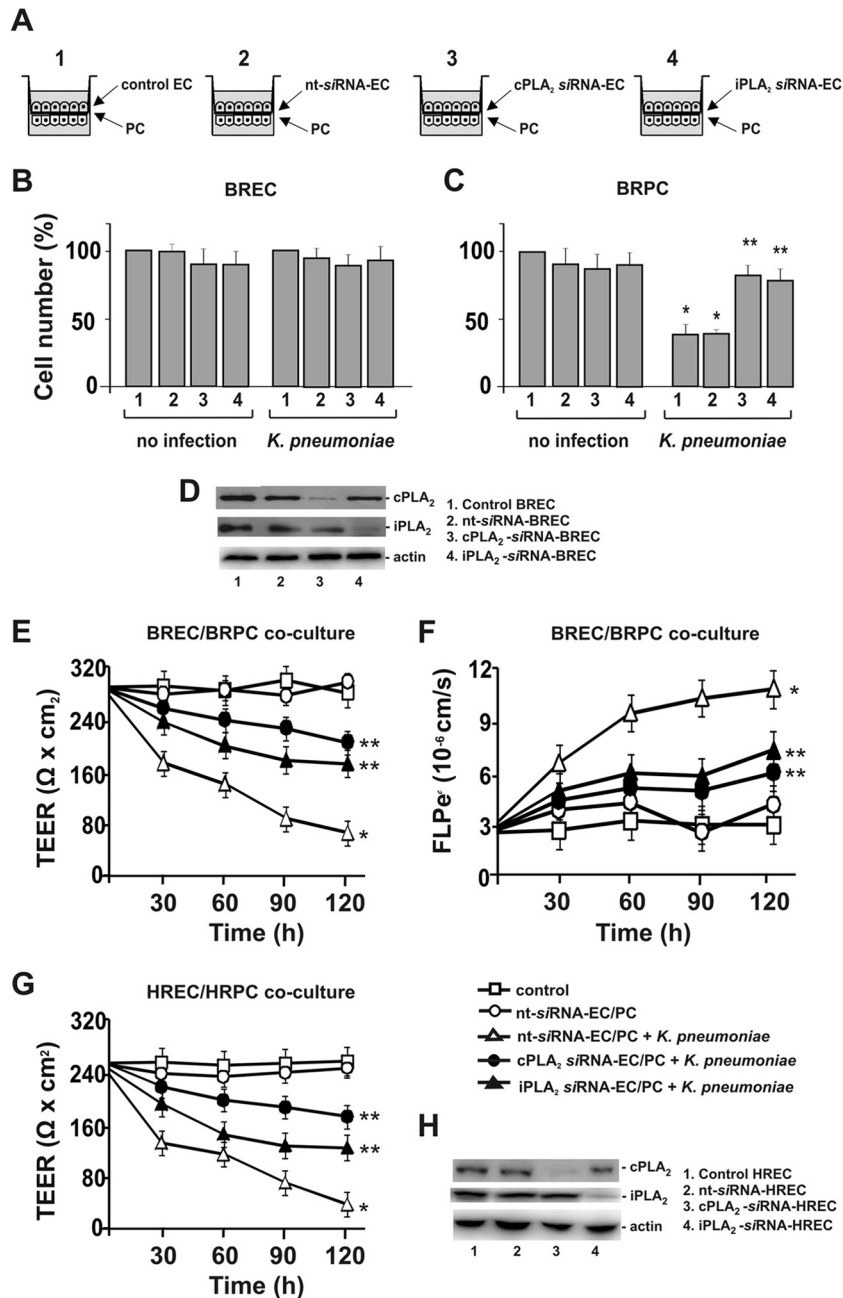 A
1 2 3 4
control EC
PC
nt-siRNA-EC
PC
cPLA₂ siRNA-EC
PC
iPLA₂ siRNA-EC
PC
B
BREC
Cell number (%)
100
50
0
1 2 3 4 1 2 3 4
no infection K. pneumoniae
C
BRPC
100
50
0
* * ** **
1 2 3 4 1 2 3 4
no infection K. pneumoniae
D
- cPLA₂
- iPLA₂
- actin
1 2 3 4
1. Control BREC
2. nt-siRNA-BREC
3. cPLA₂ -siRNA-BREC
4. iPLA₂ -siRNA-BREC
E
BREC/BRPC co-culture
TEER (Ω x cm₂)
320
240
160
80
0
**
**
*
30 60 90 120
Time (h)
F
BREC/BRPC co-culture
FLPe (10⁻⁶ cm/s)
12
9
6
3
0
*
**
**
30 60 90 120
Time (h)
G
HREC/HRPC co-culture
TEER (Ω x cm²)
320
240
160
80
0
**
**
*
30 60 90 120
Time (h)
control
nt-siRNA-EC/PC
nt-siRNA-EC/PC + K. pneumoniae
cPLA₂ siRNA-EC/PC + K. pneumoniae
iPLA₂ siRNA-EC/PC + K. pneumoniae
H
- cPLA₂
- iPLA₂
- actin
1 2 3 4
1. Control HREC
2. nt-siRNA-HREC
3. cPLA₂ -siRNA-HREC
4. iPLA₂ -siRNA-HREC